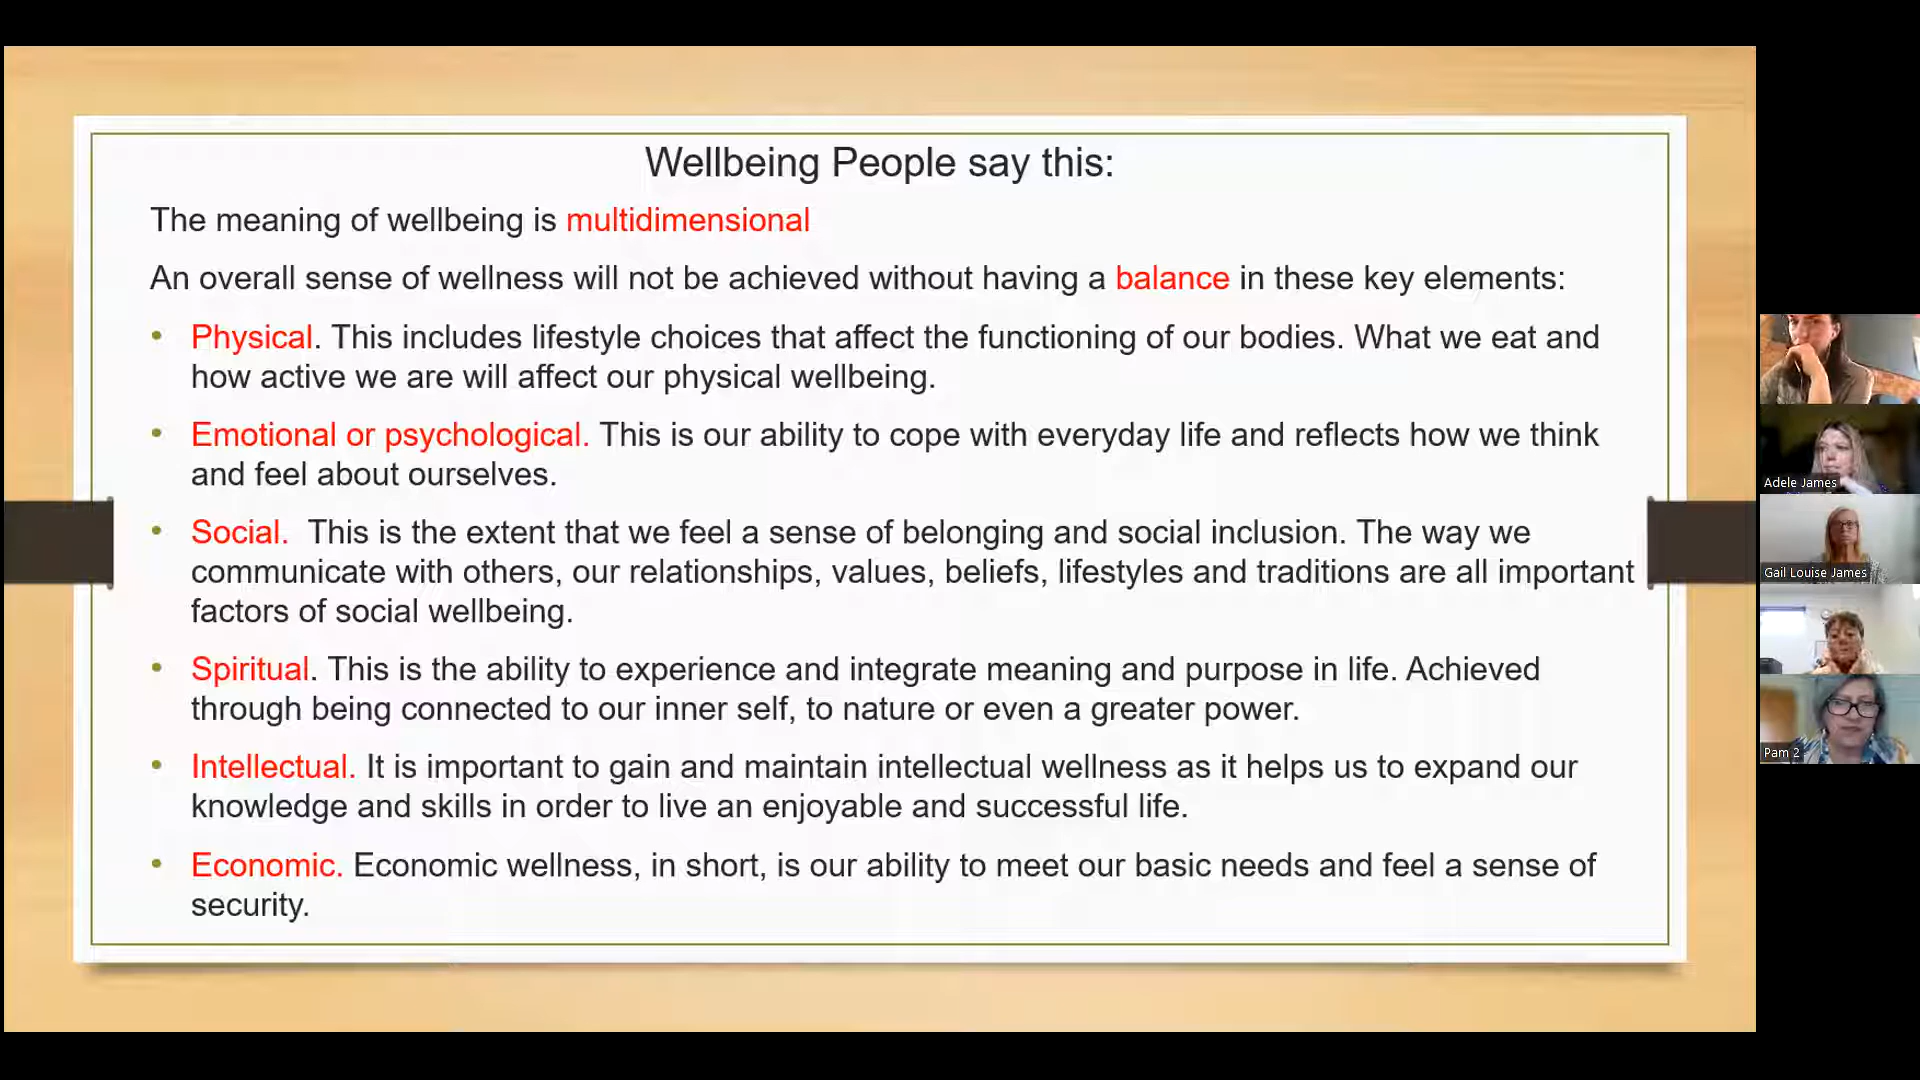 Wellbeing People say this:
The meaning of wellbeing is multidimensional
An overall sense of wellness will not be achieved without having a balance in these key elements:
• Physical. This includes lifestyle choices that affect the functioning of our bodies. What we eat and
how active we are will affect our physical wellbeing.
• Emotional or psychological. This is our ability to cope with everyday life and reflects how we think
and feel about ourselves.
• Social.  This is the extent that we feel a sense of belonging and social inclusion. The way we
communicate with others, our relationships, values, beliefs, lifestyles and traditions are all important
factors of social wellbeing.
• Spiritual. This is the ability to experience and integrate meaning and purpose in life. Achieved
through being connected to our inner self, to nature or even a greater power.
• Intellectual. It is important to gain and maintain intellectual wellness as it helps us to expand our
knowledge and skills in order to live an enjoyable and successful life.
• Economic. Economic wellness, in short, is our ability to meet our basic needs and feel a sense of
security.
Adele James
Gail Louise James
Pam 2